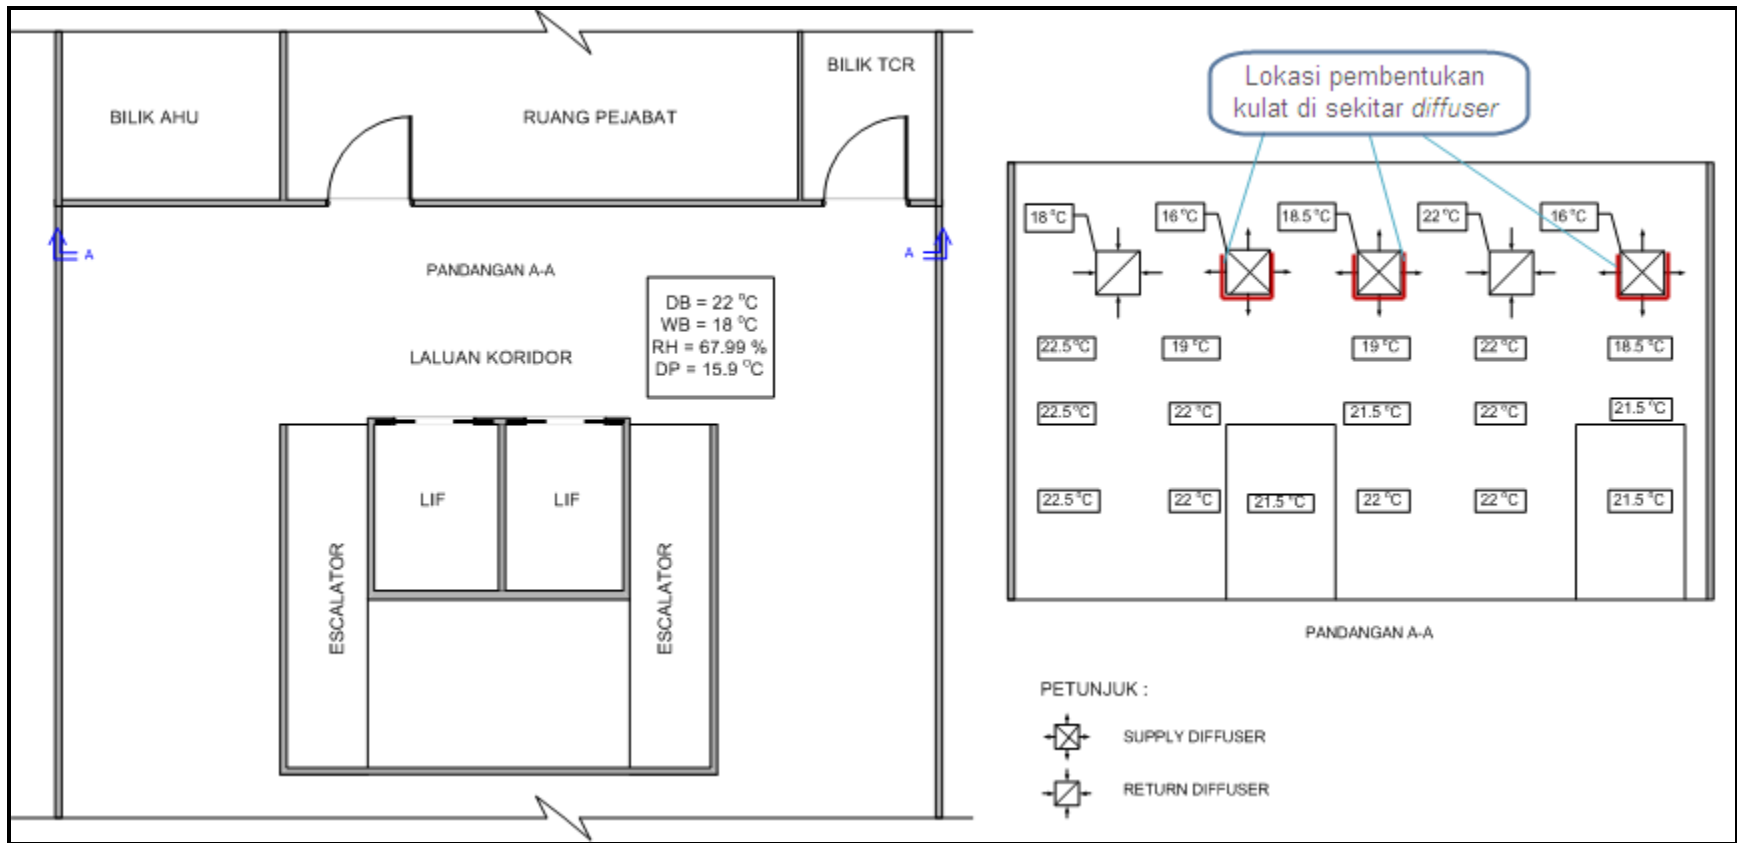 BILIK AHU
RUANG PEJABAT
BILIK TCR
A
A
PANDANGAN A-A
LALUAN KORIDOR
DB = 22 °C
WB = 18 °C
RH = 67.99 %
DP = 15.9 °C
LIF
LIF
ESCALATOR
ESCALATOR
Lokasi pembentukan
kulat di sekitar diffuser
18 °C
16 °C
18.5 °C
22 °C
16 °C
22.5 °C
19 °C
19 °C
22 °C
18.5 °C
22.5 °C
22 °C
21.5 °C
22 °C
21.5 °C
22.5 °C
22 °C
21.5 °C
22 °C
22 °C
21.5 °C
PANDANGAN A-A
PETUNJUK :
SUPPLY DIFFUSER
RETURN DIFFUSER